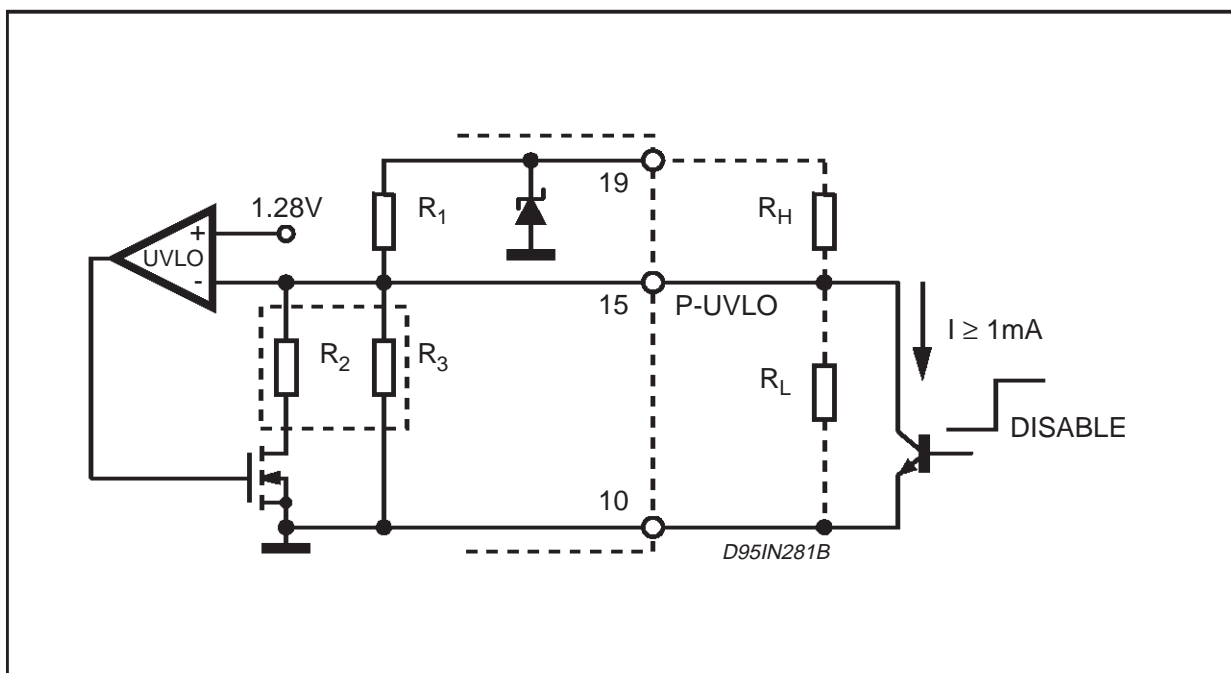 19
R1
RH
1.28V
+
UVLO
-
15
P-UVLO
I ≥ 1mA
R2
R3
RL
DISABLE
10
D95IN281B